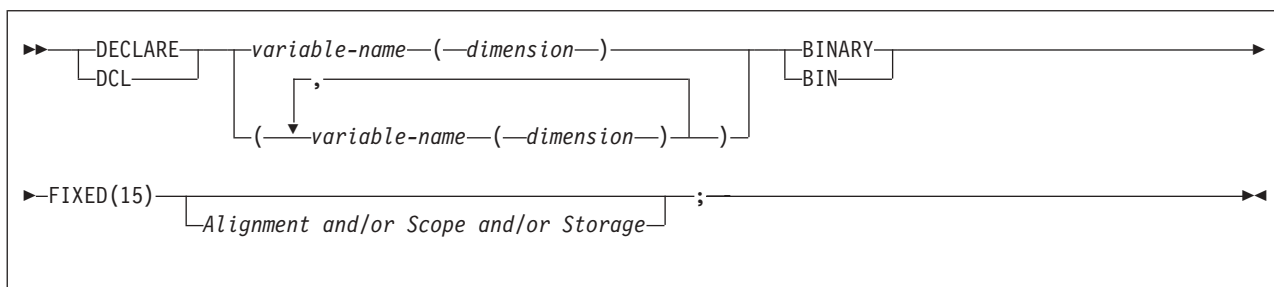 DECLARE variable-name ( dimension ) BINARY
DCL , BIN
( variable-name ( dimension ) )
FIXED(15) ;
Alignment and/or Scope and/or Storage